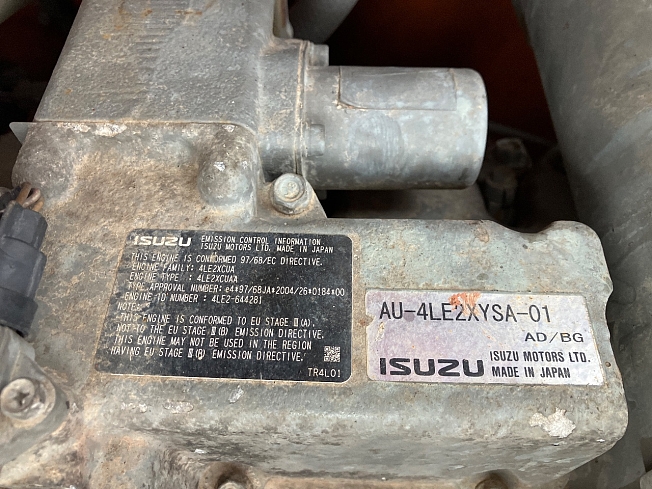 ISUZU EMISSION CONTROL INFORMATION
ISUZU MOTORS LTD. MADE IN JAPAN
THIS ENGINE IS CONFORMED 97/68/EC DIRECTIVE.
ENGINE FAMILY: 4LE2XCUA
ENGINE TYPE : 4LE2XCUAA
TYPE APPROVAL NUMBER: e4*97/68JA*2004/26*0184*00
ENGINE ID NUMBER: 4LE2-644281
NOTE:
-THIS ENGINE IS CONFORMED TO EU STAGE Ⅲ(A).
NOT TO THE EU STAGE Ⅲ(B) EMISSION DIRECTIVE.
THIS ENGINE MAY NOT BE USED IN THE REGION
HAVING EU STAGE Ⅲ(B) EMISSION DIRECTIVE.
TR4L01
AU-4LE2XYSA-01
AD/BG
ISUZU ISUZU MOTORS LTD.
MADE IN JAPAN